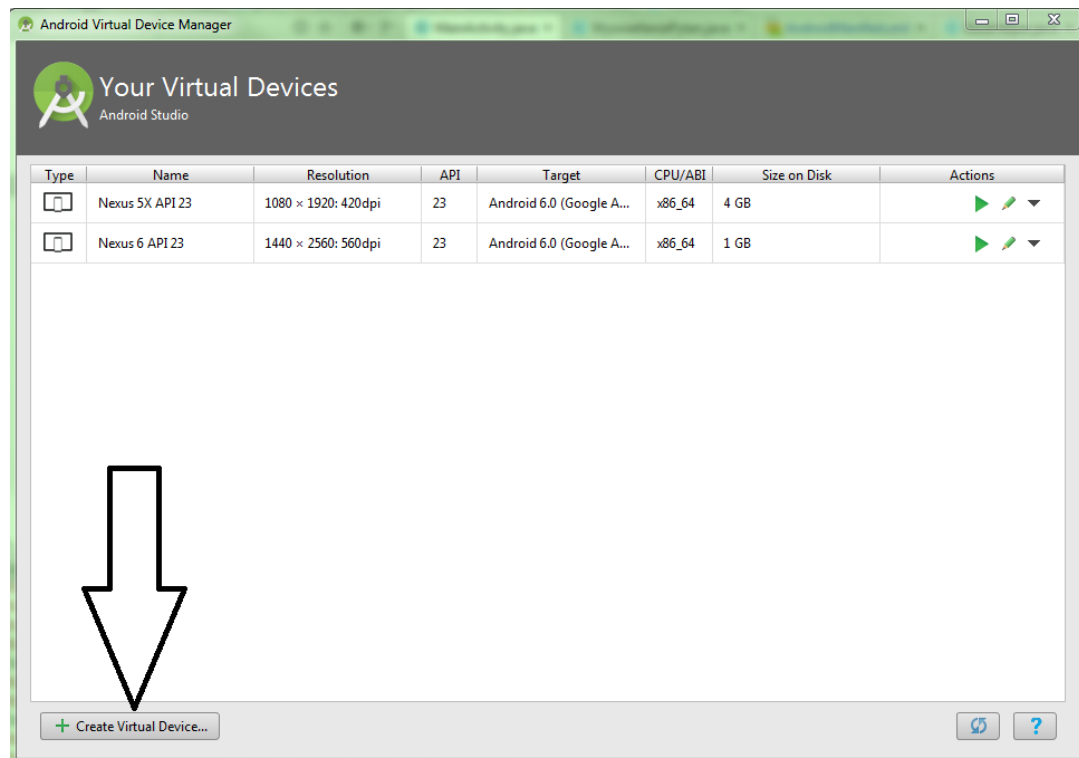 Android Virtual Device Manager
Your Virtual Devices
Android Studio
Type Name Resolution API Target CPU/ABI Size on Disk Actions
Nexus 5X API 23 1080 × 1920: 420dpi 23 Android 6.0 (Google A... x86_64 4 GB
Nexus 6 API 23 1440 × 2560: 560dpi 23 Android 6.0 (Google A... x86_64 1 GB
+ Create Virtual Device... ?